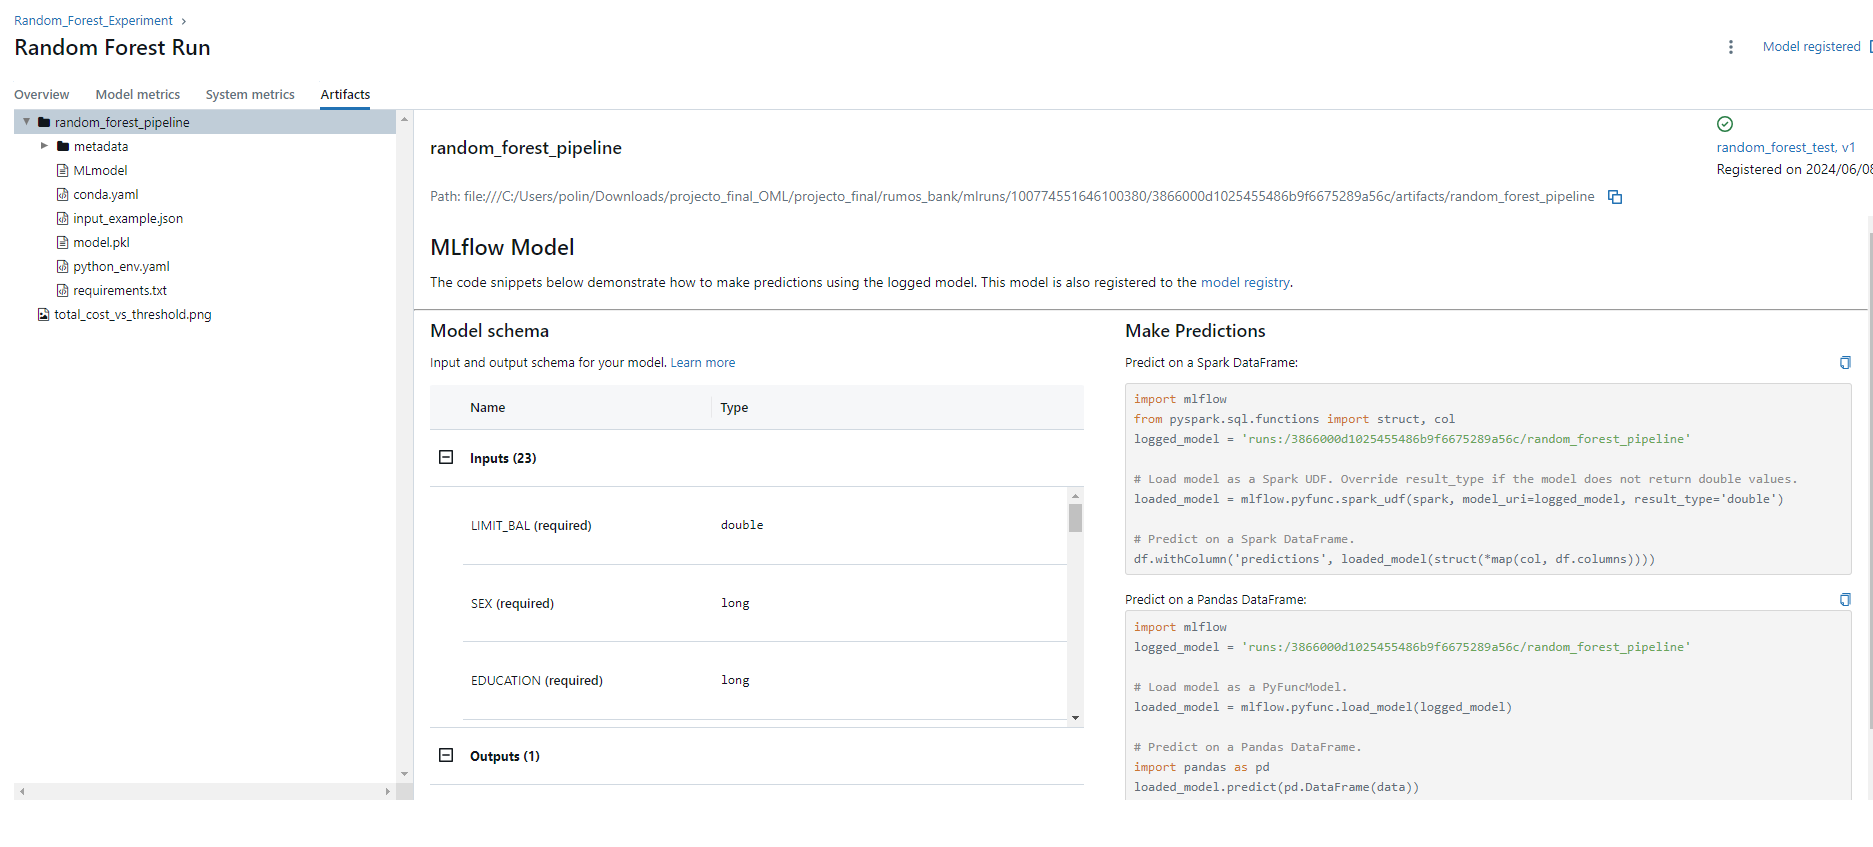 Random_Forest_Experiment ›
Random Forest Run
Model registered
Overview Model metrics System metrics Artifacts
random_forest_pipeline
metadata
MLmodel
conda.yaml
input_example.json
model.pkl
python_env.yaml
requirements.txt
total_cost_vs_threshold.png
random_forest_pipeline
random_forest_test, v1
Registered on 2024/06/08
Path: file:///C:/Users/polin/Downloads/projecto_final_OML/projecto_final/rumos_bank/mlruns/100774551646100380/3866000d1025455486b9f6675289a56c/artifacts/random_forest_pipeline
MLflow Model
The code snippets below demonstrate how to make predictions using the logged model. This model is also registered to the model registry.
Model schema
Input and output schema for your model. Learn more
Name Type
Inputs (23)
LIMIT_BAL (required) double
SEX (required) long
EDUCATION (required) long
Outputs (1)
Make Predictions
Predict on a Spark DataFrame:
import mlflow
from pyspark.sql.functions import struct, col
logged_model = 'runs:/3866000d1025455486b9f6675289a56c/random_forest_pipeline'
# Load model as a Spark UDF. Override result_type if the model does not return double values.
loaded_model = mlflow.pyfunc.spark_udf(spark, model_uri=logged_model, result_type='double')
# Predict on a Spark DataFrame.
df.withColumn('predictions', loaded_model(struct(*map(col, df.columns))))
Predict on a Pandas DataFrame:
import mlflow
logged_model = 'runs:/3866000d1025455486b9f6675289a56c/random_forest_pipeline'
# Load model as a PyFuncModel.
loaded_model = mlflow.pyfunc.load_model(logged_model)
# Predict on a Pandas DataFrame.
import pandas as pd
loaded_model.predict(pd.DataFrame(data))